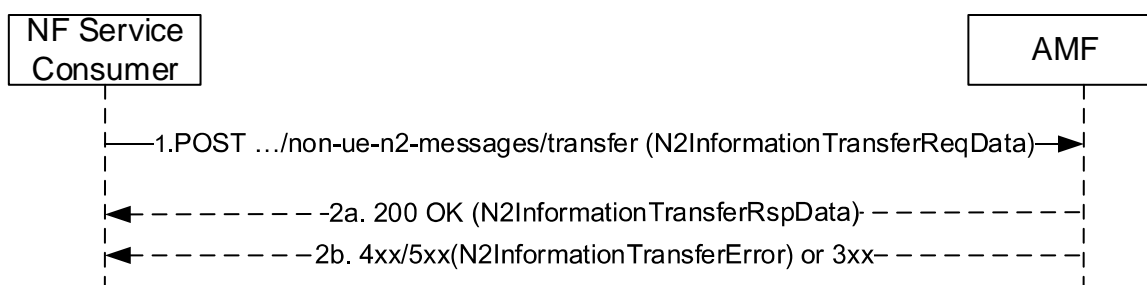 NF Service
Consumer
AMF
1.POST …/non-ue-n2-messages/transfer (N2InformationTransferReqData)
2a. 200 OK (N2InformationTransferRspData)
2b. 4xx/5xx(N2InformationTransferError) or 3xx